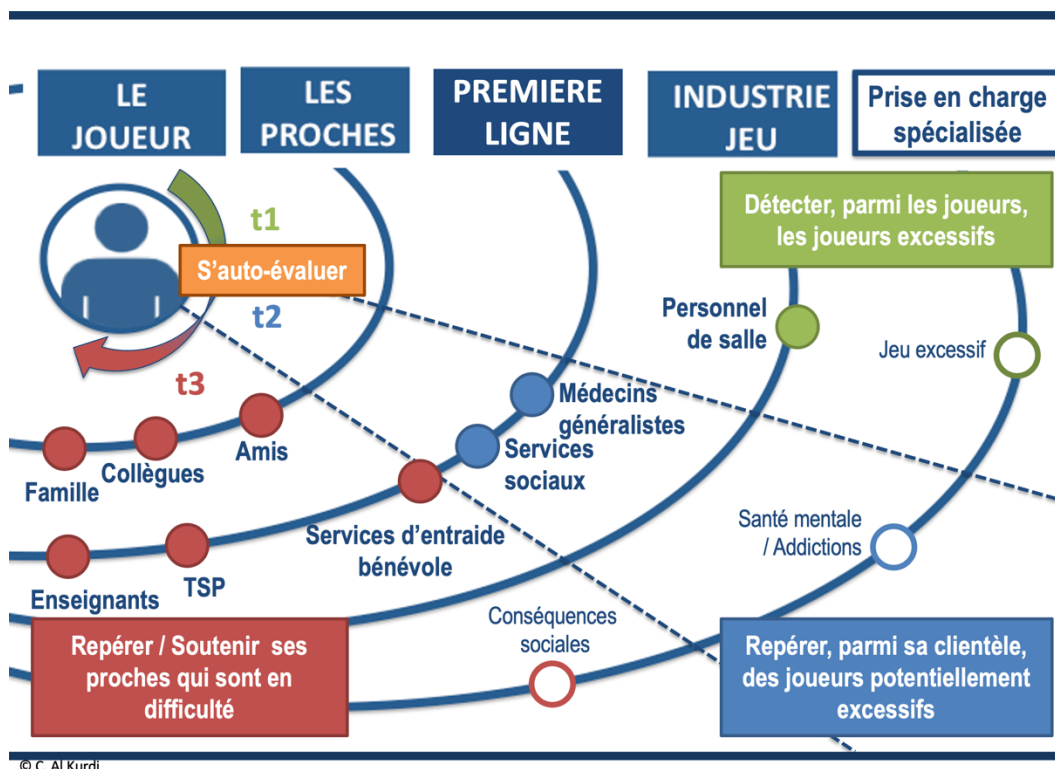 LE
JOUEUR
LES
PROCHES
PREMIERE
LIGNE
INDUSTRIE
JEU
Prise en charge
spécialisée
t1
S'auto-évaluer
t2
t3
Détecter, parmi les joueurs,
les joueurs excessifs
Personnel
de salle
Jeu excessif
Médecins
généralistes
Services
sociaux
Amis
Collègues
Famille
Services d'entraide
bénévole
TSP
Enseignants
Santé mentale
/ Addictions
Conséquences
sociales
Repérer / Soutenir ses
proches qui sont en
difficulté
Repérer, parmi sa clientèle,
des joueurs potentiellement
excessifs
© C. Al Kurdi